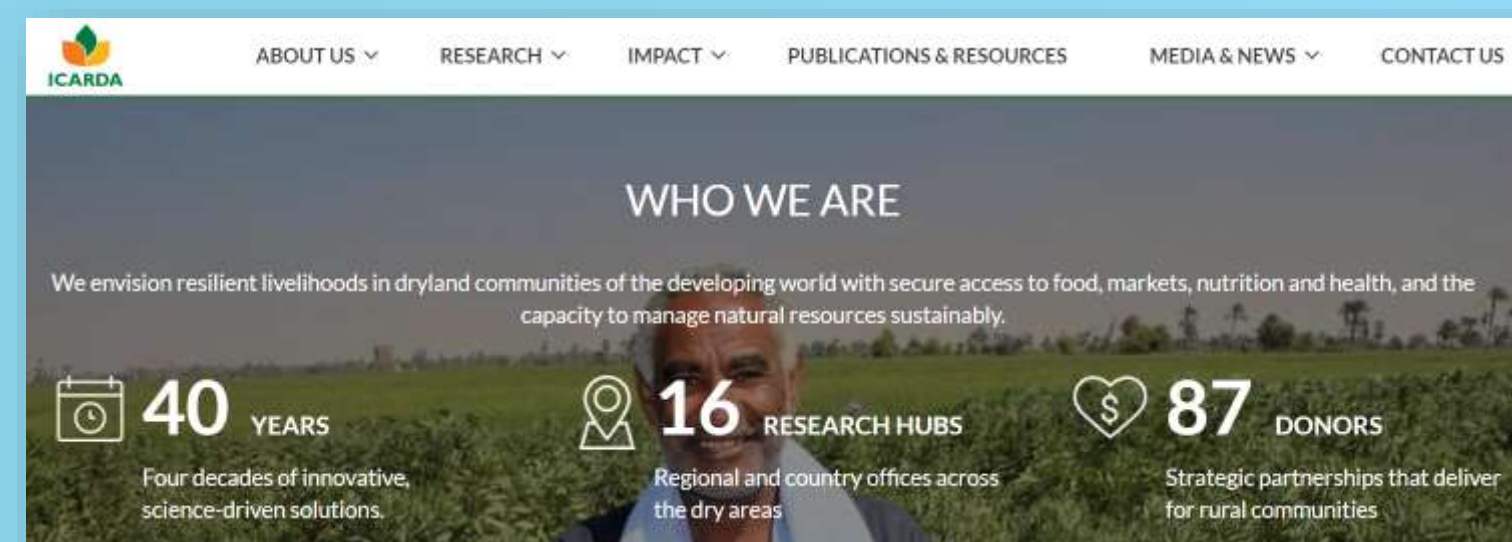 ICARDA
ABOUT US
RESEARCH
IMPACT
PUBLICATIONS & RESOURCES
MEDIA & NEWS
CONTACT US
WHO WE ARE
We envision resilient livelihoods in dryland communities of the developing world with secure access to food, markets, nutrition and health, and the
capacity to manage natural resources sustainably.
40 YEARS
Four decades of innovative,
science-driven solutions.
16 RESEARCH HUBS
Regional and country offices across
the dry areas
87 DONORS
Strategic partnerships that deliver
for rural communities